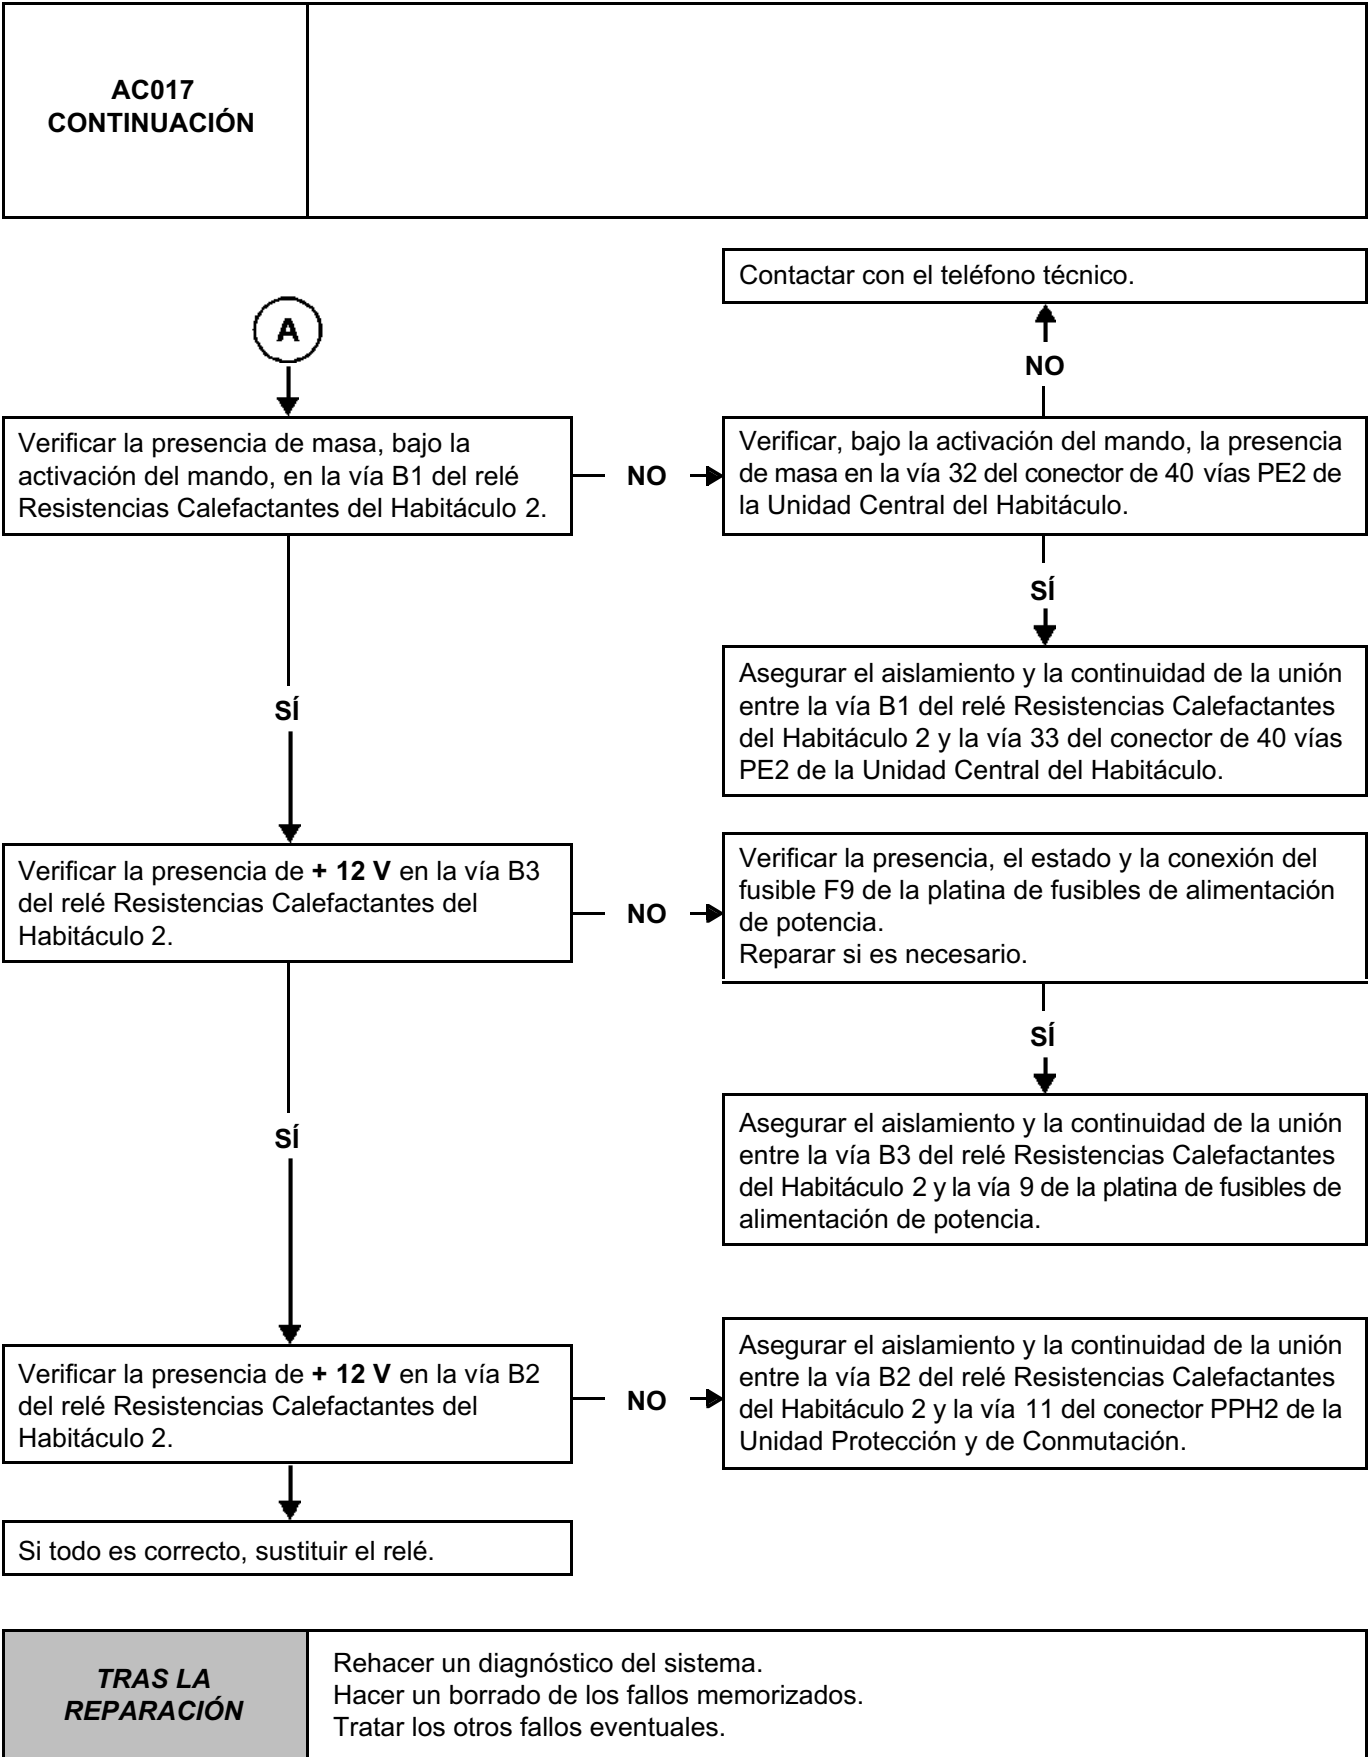 AC017
CONTINUACIÓN
Contactar con el teléfono técnico.
A
NO
Verificar la presencia de masa, bajo la
activación del mando, en la vía B1 del relé
Resistencias Calefactantes del Habitáculo 2.
NO
Verificar, bajo la activación del mando, la presencia
de masa en la vía 32 del conector de 40 vías PE2 de
la Unidad Central del Habitáculo.
SÍ
SÍ
Asegurar el aislamiento y la continuidad de la unión
entre la vía B1 del relé Resistencias Calefactantes
del Habitáculo 2 y la vía 33 del conector de 40 vías
PE2 de la Unidad Central del Habitáculo.
Verificar la presencia de + 12 V en la vía B3
del relé Resistencias Calefactantes del
Habitáculo 2.
NO
Verificar la presencia, el estado y la conexión del
fusible F9 de la platina de fusibles de alimentación
de potencia.
Reparar si es necesario.
SÍ
SÍ
Asegurar el aislamiento y la continuidad de la unión
entre la vía B3 del relé Resistencias Calefactantes
del Habitáculo 2 y la vía 9 de la platina de fusibles de
alimentación de potencia.
Verificar la presencia de + 12 V en la vía B2
del relé Resistencias Calefactantes del
Habitáculo 2.
NO
Asegurar el aislamiento y la continuidad de la unión
entre la vía B2 del relé Resistencias Calefactantes
del Habitáculo 2 y la vía 11 del conector PPH2 de la
Unidad Protección y de Conmutación.
Si todo es correcto, sustituir el relé.
TRAS LA
REPARACIÓN
Rehacer un diagnóstico del sistema.
Hacer un borrado de los fallos memorizados.
Tratar los otros fallos eventuales.